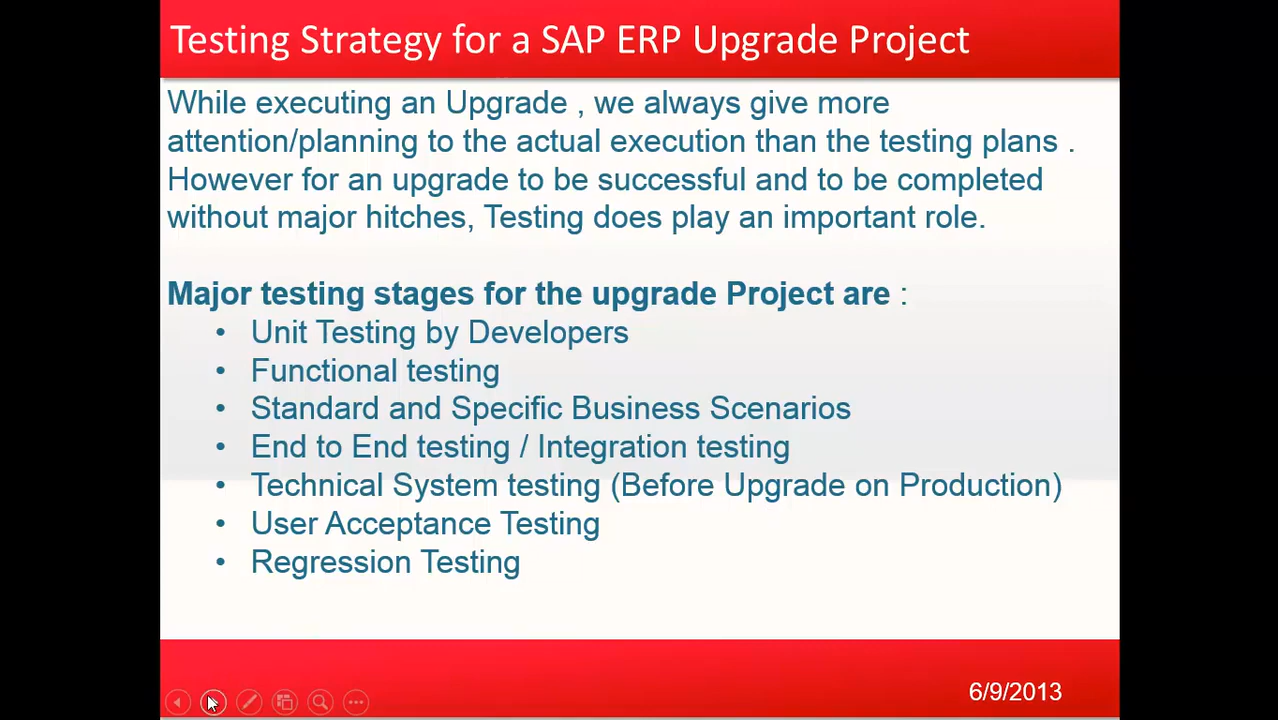 Testing Strategy for a SAP ERP Upgrade Project
While executing an Upgrade , we always give more
attention/planning to the actual execution than the testing plans .
However for an upgrade to be successful and to be completed
without major hitches, Testing does play an important role.
Major testing stages for the upgrade Project are :
• Unit Testing by Developers
• Functional testing
• Standard and Specific Business Scenarios
• End to End testing / Integration testing
• Technical System testing (Before Upgrade on Production)
• User Acceptance Testing
• Regression Testing
6/9/2013